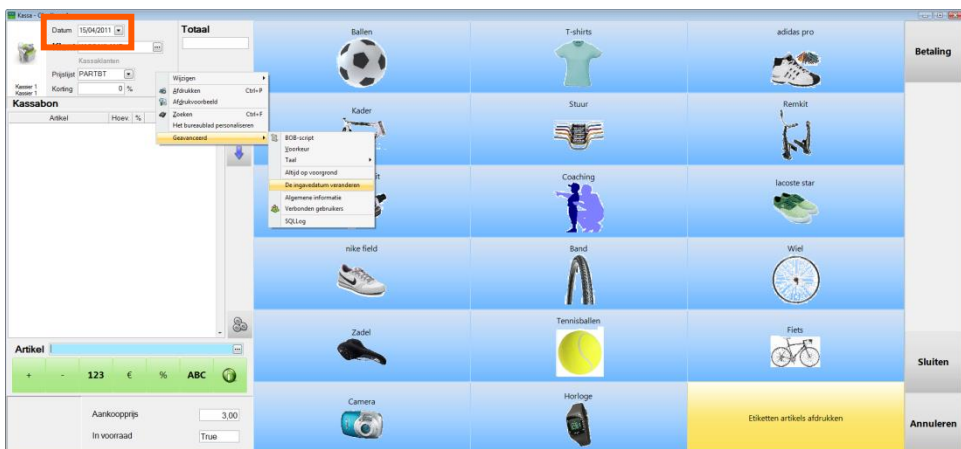 Kassa - C
Datum 15/04/2011
Kassaklanten
Prijslijst PARTBT
Korting 0 %
Kassier 1
Kassier 1
Totaal
Kassabon
Artikel Hoev. %
Wijzigen
Afdrukken Ctrl+P
Afdrukvoorbeeld
Zoeken Ctrl+F
Het bureaublad personaliseren
Geavanceerd
BOB-script
Voorkeur
Taal
Altijd op voorgrond
De ingavedatum veranderen
Algemene informatie
Verbonden gebruikers
SQLLog
Artikel
+ - 123 € % ABC
Aankoopprijs 3,00
In voorraad True
Ballen
T-shirts
adidas pro
Kader
Stuur
Remkit
it
Coaching
lacoste star
nike field
Band
Wiel
Zadel
Tennisballen
Fiets
Camera
Horloge
Etiketten artikels afdrukken
Betaling
Sluiten
Annuleren